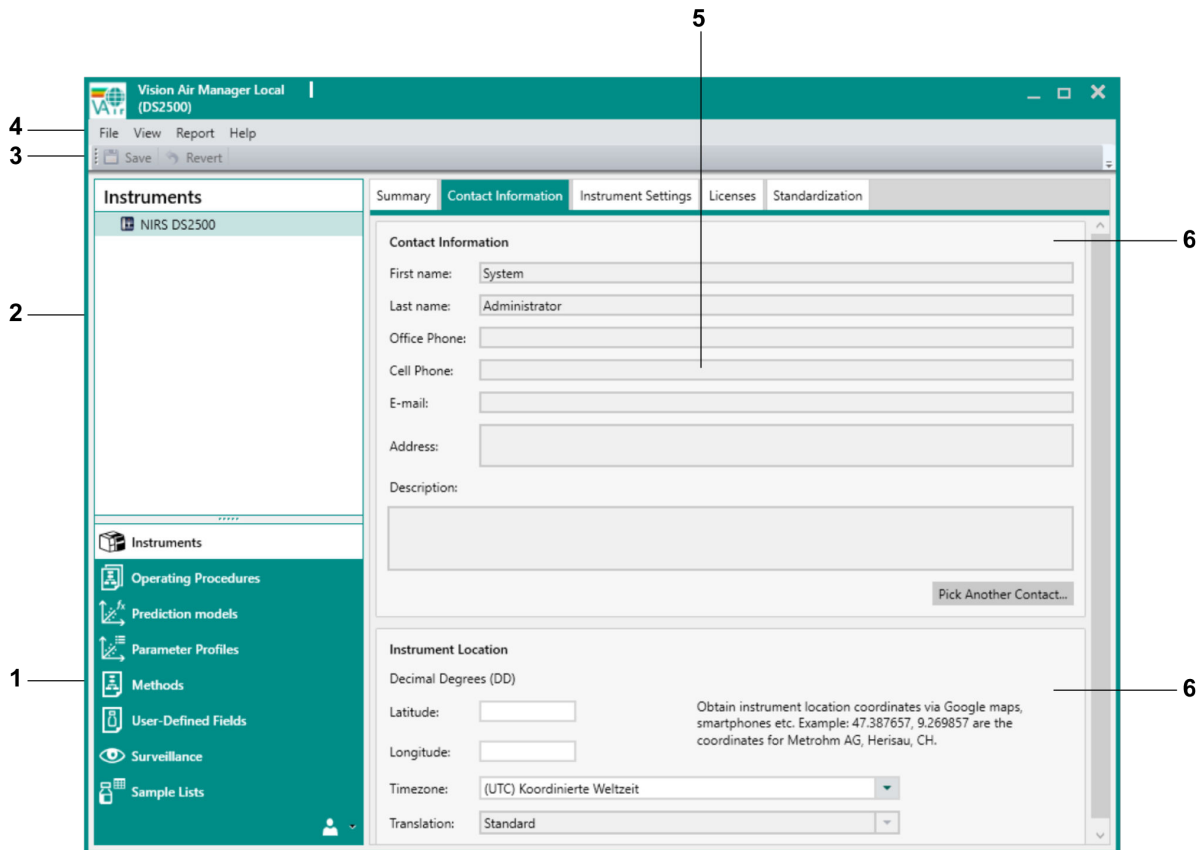 5
Vision Air Manager Local
(DS2500)
VAir
4
File View Report Help
3
Save Revert
Instruments
NIRS DS2500
Summary Contact Information Instrument Settings Licenses Standardization
Contact Information
6
First name: System
Last name: Administrator
2
Office Phone:
Cell Phone:
E-mail:
Address:
Description:
Pick Another Contact...
Instruments
Operating Procedures
Prediction models
Parameter Profiles
1
Methods
User-Defined Fields
Surveillance
Sample Lists
Instrument Location
Decimal Degrees (DD)
6
Latitude:
Obtain instrument location coordinates via Google maps,
smartphones etc. Example: 47.387657, 9.269857 are the
coordinates for Metrohm AG, Herisau, CH.
Longitude:
Timezone: (UTC) Koordinierte Weltzeit
Translation: Standard